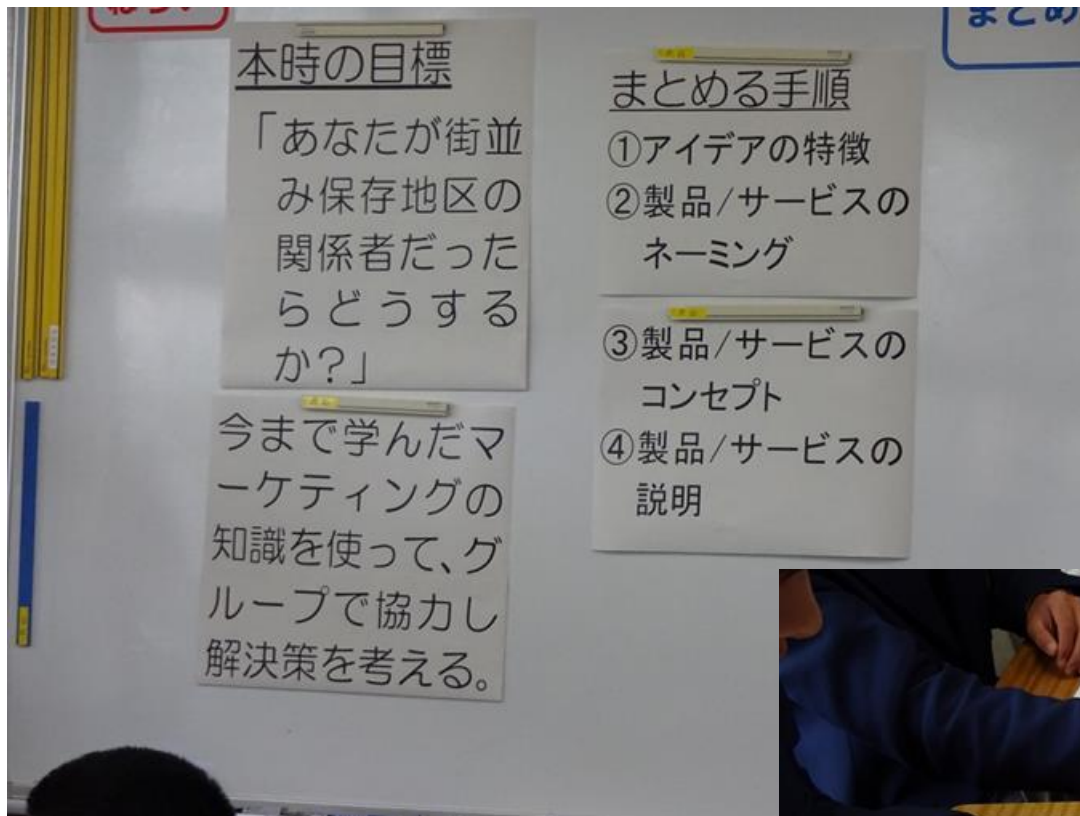 ねらい
本時の目標
「あなたが街並
み保存地区の
関係者だった
らどうする
か?」
今まで学んだマ
ーケティングの
知識を使って、グ
ループで協力し
解決策を考える。
まとめ
まとめる手順
①アイデアの特徴
②製品/サービスの
ネーミング
③製品/サービスの
コンセプト
④製品/サービスの
説明